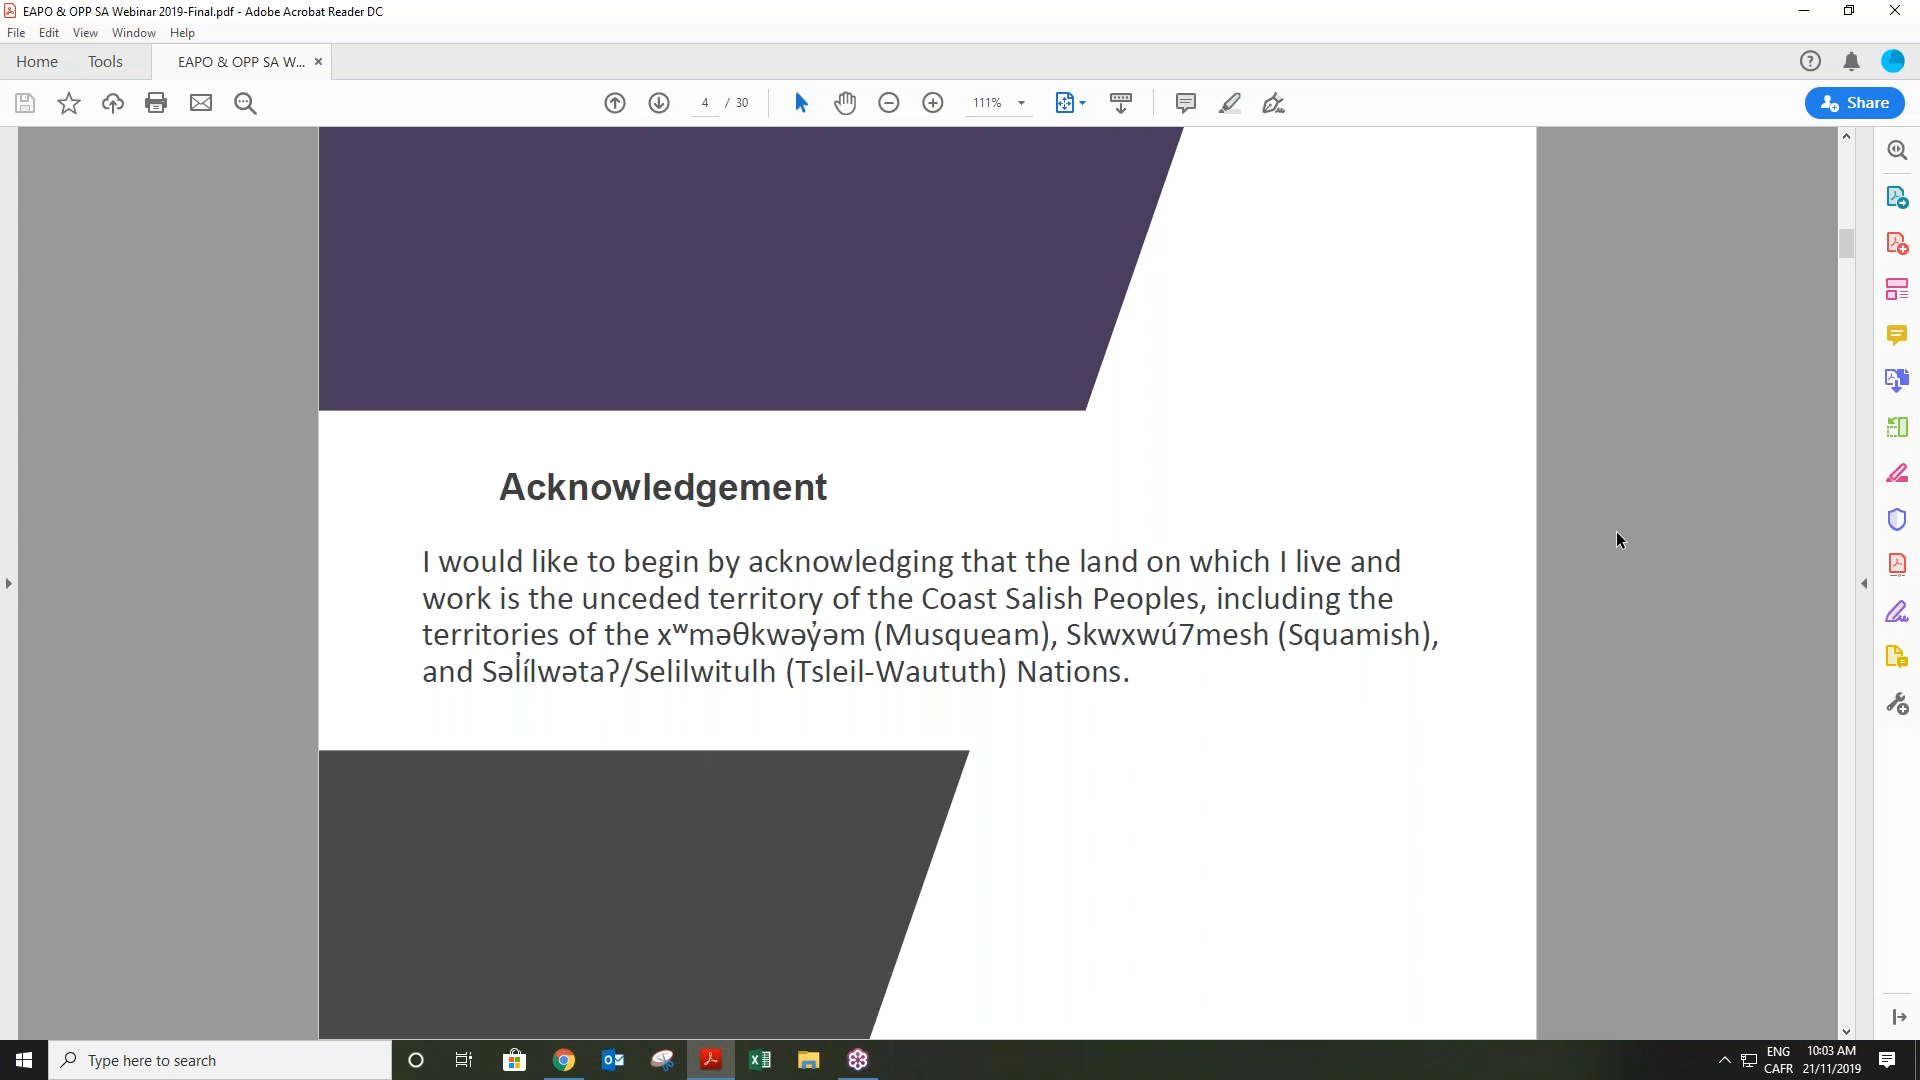 EAPO & OPP SA Webinar 2019-Final.pdf - Adobe Acrobat Reader DC
File Edit View Window Help
Home Tools EAPO & OPP SA W... ×
4 / 30 111% Share
Acknowledgement
I would like to begin by acknowledging that the land on which I live and
work is the unceded territory of the Coast Salish Peoples, including the
territories of the xʷməθkwəy̓əm (Musqueam), Skwxwú7mesh (Squamish),
and Səl̓ílwətaʔ/Selilwitulh (Tsleil-Waututh) Nations.
Type here to search
ENG 10:03 AM
CAFR 21/11/2019